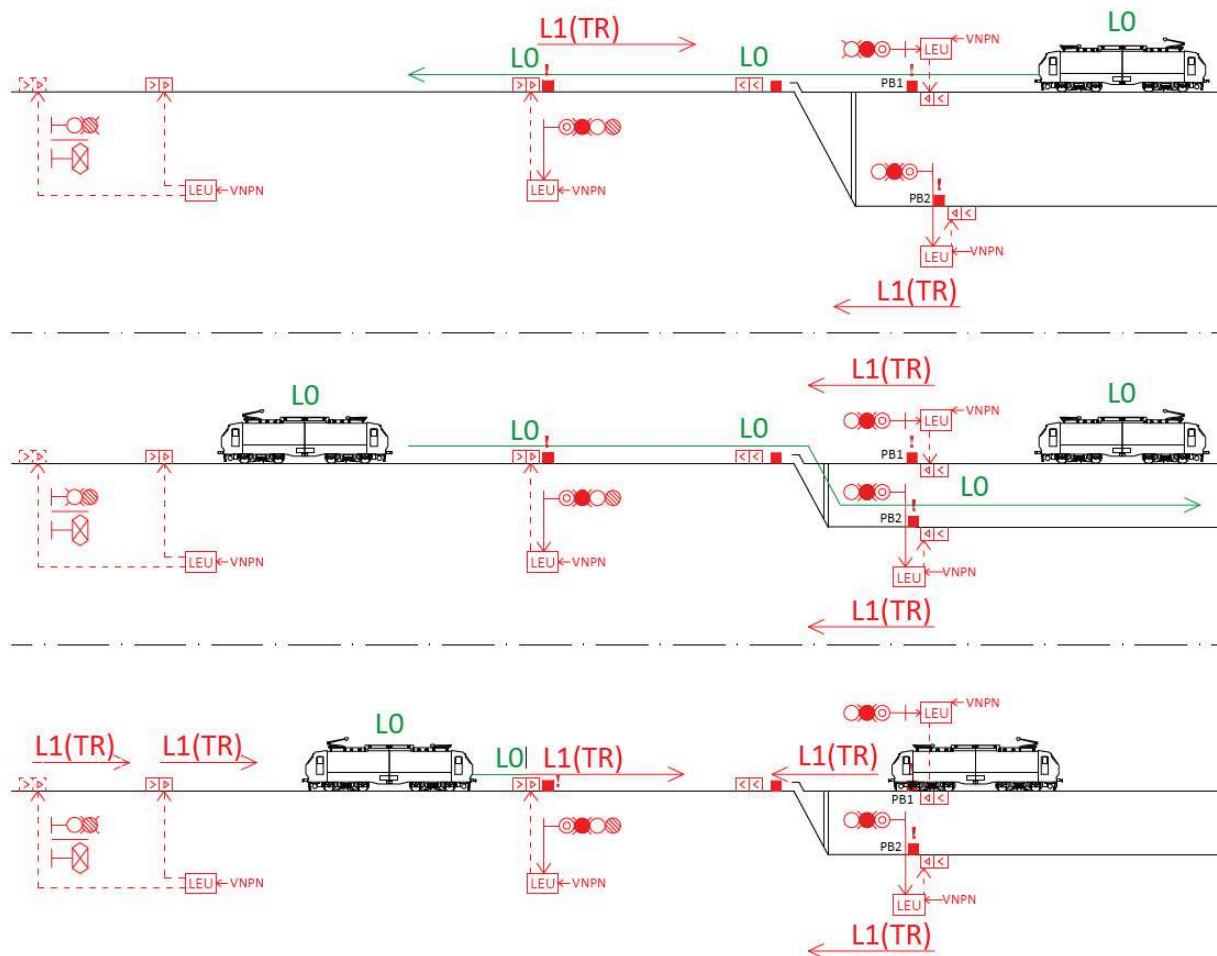 L1(TR)
L0
L0
L0
LEU
VNPN
!
!
PB1
!
PB2
LEU
VNPN
LEU
VNPN
LEU
VNPN
L1(TR)
L1(TR)
L0
L0
L0
L0
LEU
VNPN
!
!
PB1
L0
!
PB2
LEU
VNPN
LEU
VNPN
LEU
VNPN
L1(TR)
LEU
VNPN
L0
L1(TR)
L1(TR)
L0
L1(TR)
L1(TR)
!
PB1
!
PB2
LEU
VNPN
LEU
VNPN
LEU
VNPN
L1(TR)